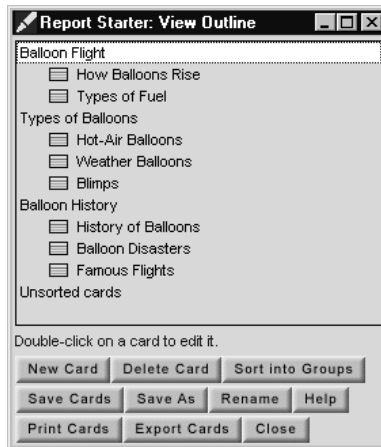 Report Starter: View Outline
Balloon Flight
How Balloons Rise
Types of Fuel
Types of Balloons
Hot-Air Balloons
Weather Balloons
Blimps
Balloon History
History of Balloons
Balloon Disasters
Famous Flights
Unsorted cards
Double-click on a card to edit it.
New Card Delete Card Sort into Groups
Save Cards Save As Rename Help
Print Cards Export Cards Close